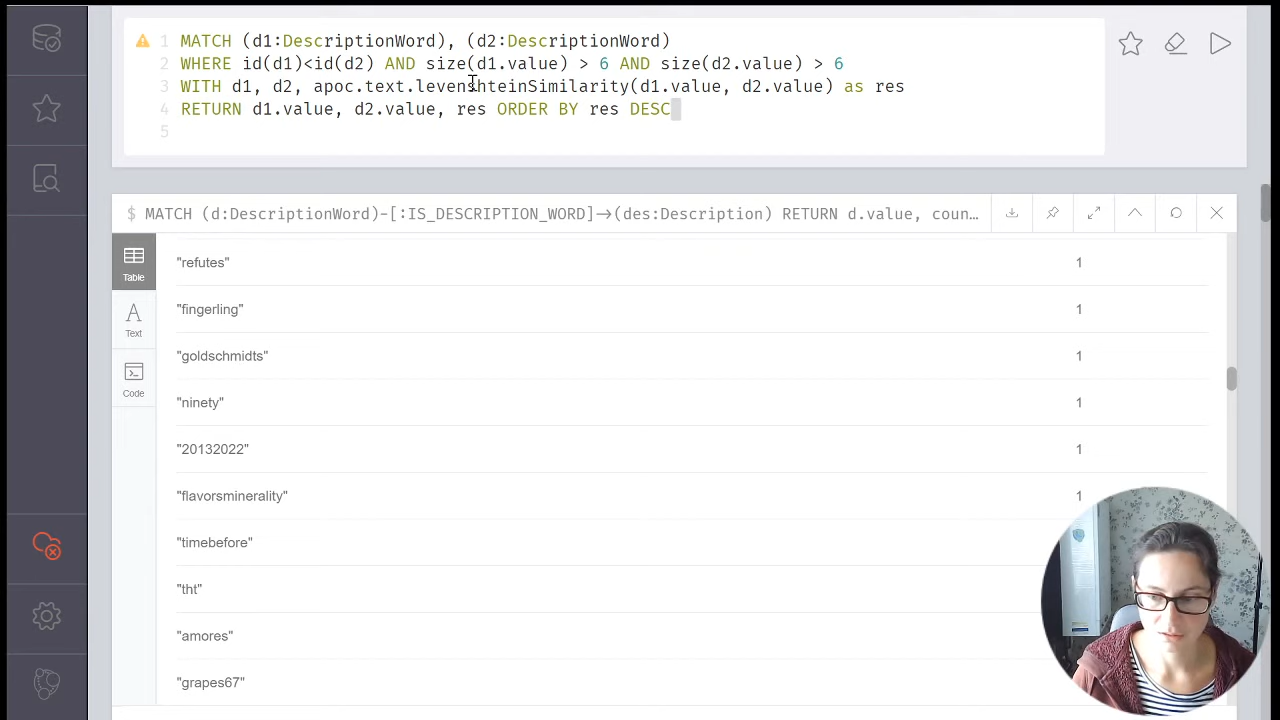 1 MATCH (d1:DescriptionWord), (d2:DescriptionWord)
2 WHERE id(d1)<id(d2) AND size(d1.value) > 6 AND size(d2.value) > 6
3 WITH d1, d2, apoc.text.levenshteinSimilarity(d1.value, d2.value) as res
4 RETURN d1.value, d2.value, res ORDER BY res DESC
5
$ MATCH (d:DescriptionWord)-[:IS_DESCRIPTION_WORD]→(des:Description) RETURN d.value, coun…
Table
Text
Code
"refutes" 1
"fingerling" 1
"goldschmidts" 1
"ninety" 1
"20132022" 1
"flavorsminerality" 1
"timebefore"
"tht"
"amores"
"grapes67"